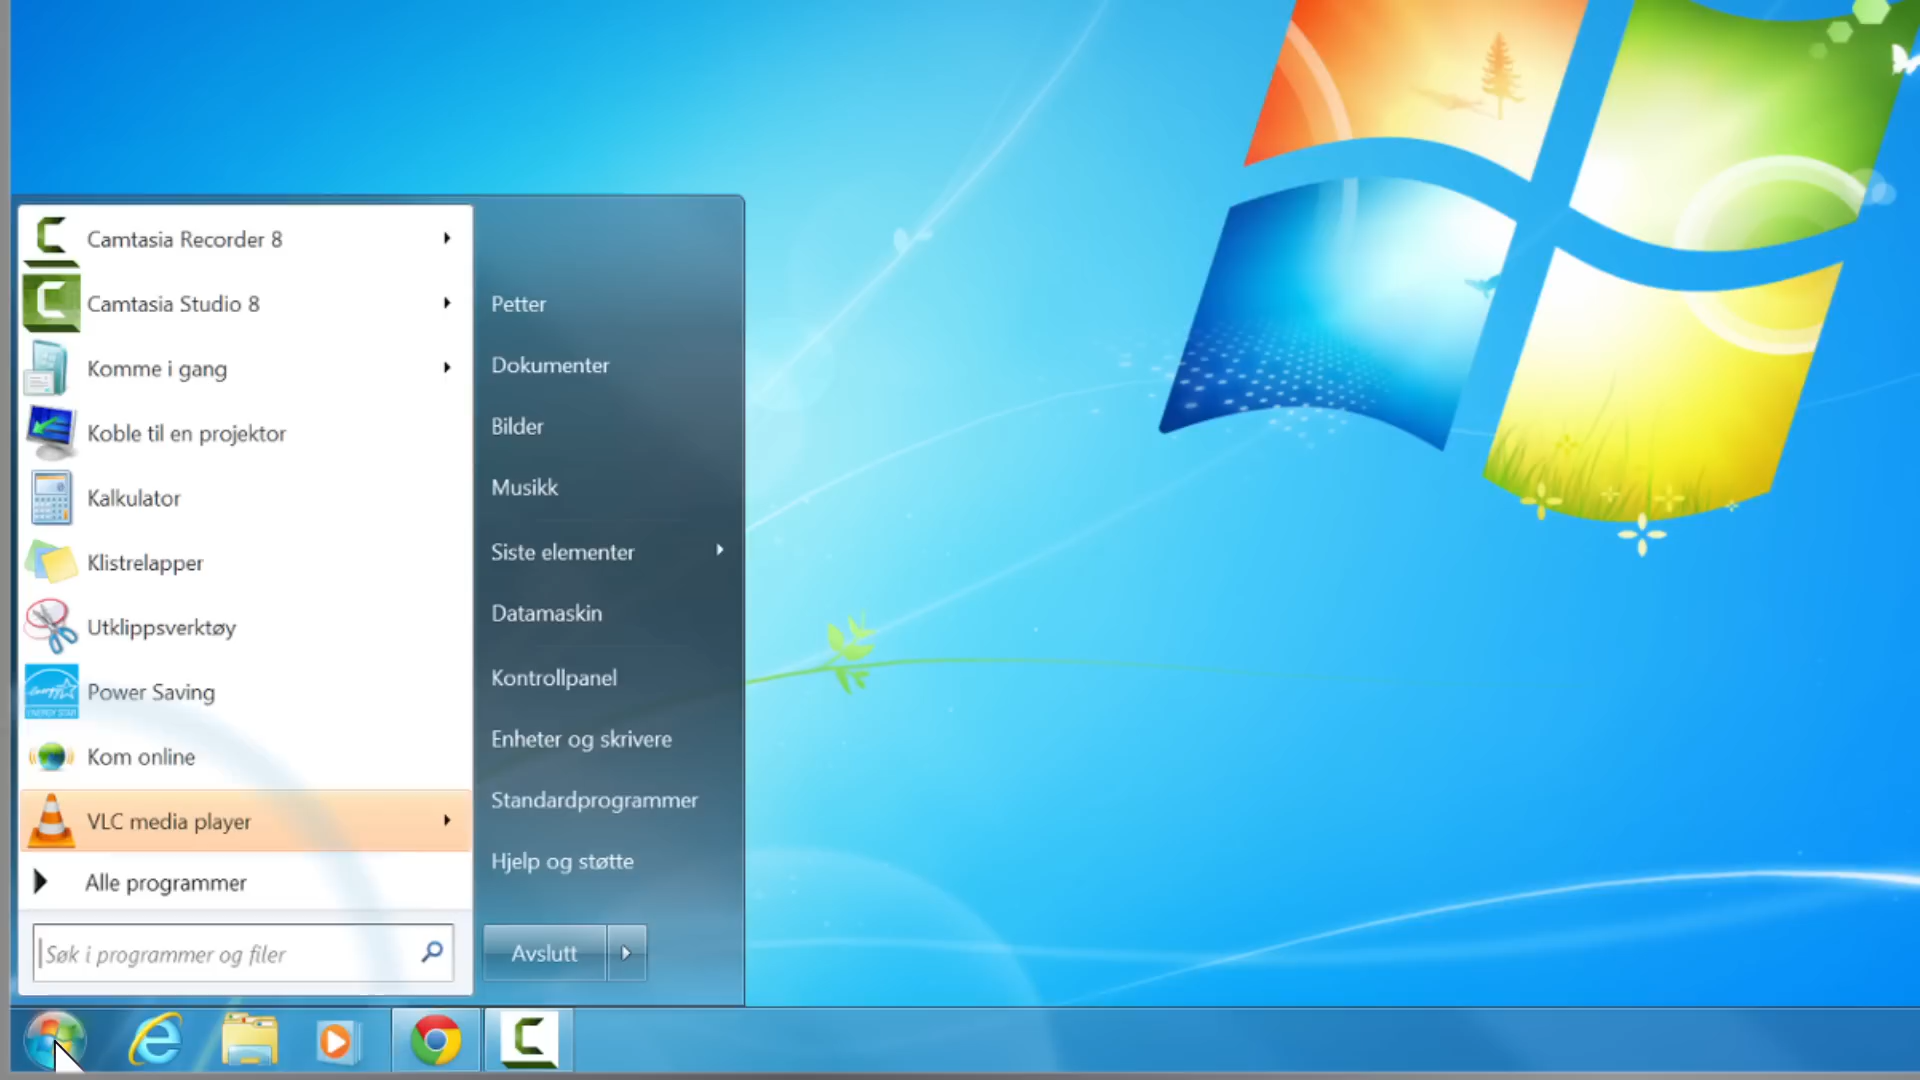 Camtasia Recorder 8
Camtasia Studio 8
Komme i gang
Koble til en projektor
Kalkulator
Klistrelapper
Utklippsverktøy
Power Saving
ENERGY STAR
Kom online
VLC media player
Alle programmer
Søk i programmer og filer
Petter
Dokumenter
Bilder
Musikk
Siste elementer
Datamaskin
Kontrollpanel
Enheter og skrivere
Standardprogrammer
Hjelp og støtte
Avslutt